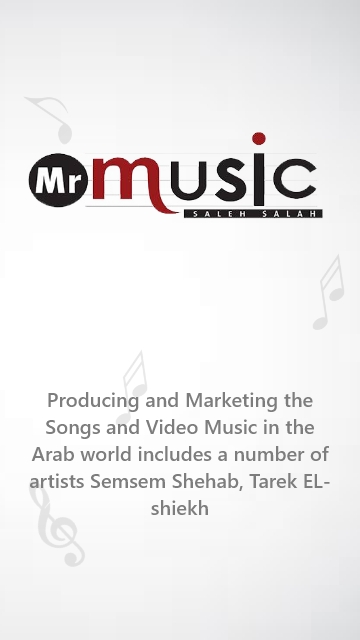 Mr music
SALEH SALAH
Producing and Marketing the
Songs and Video Music in the
Arab world includes a number of
artists Semsem Shehab, Tarek EL-
shiekh